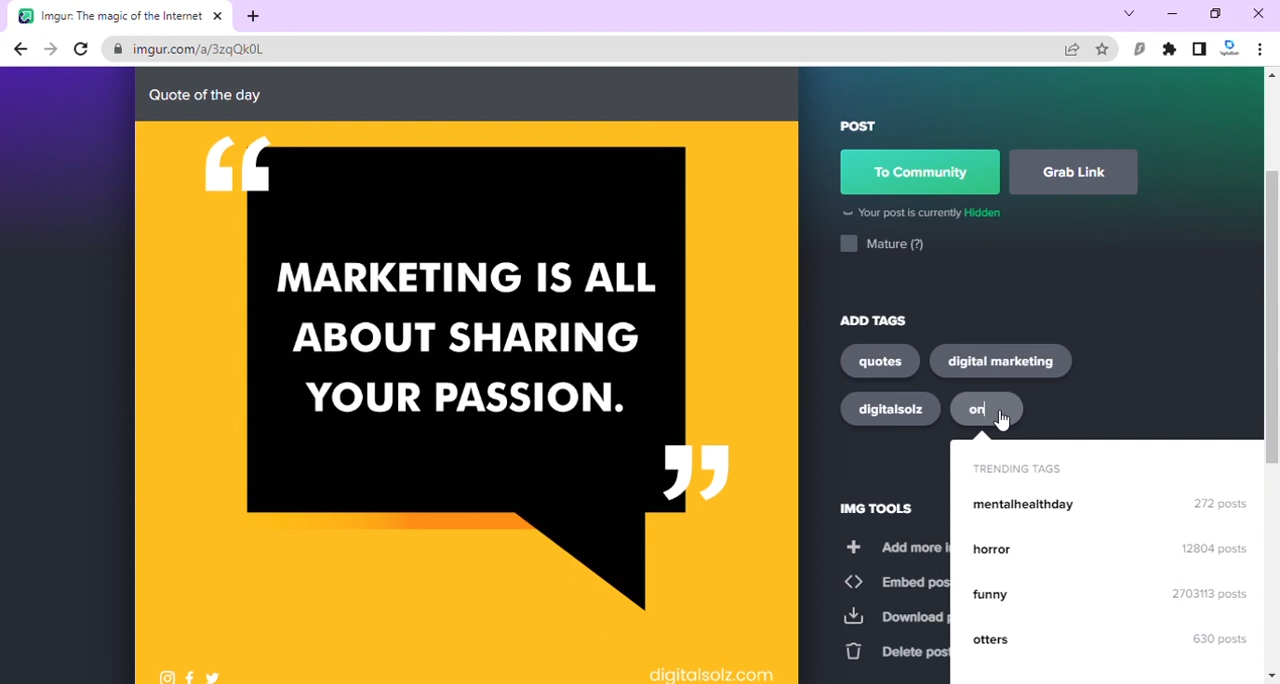 Imgur: The magic of the Internet
imgur.com/a/3zqQk0L
Quote of the day
“
MARKETING IS ALL
ABOUT SHARING
YOUR PASSION.
”
digitalsolz.com
POST
To Community
Grab Link
Your post is currently Hidden
Mature (?)
ADD TAGS
quotes
digital marketing
digitalsolz
on
TRENDING TAGS
mentalhealthday 272 posts
horror 12804 posts
funny 2703113 posts
otters 630 posts
IMG TOOLS
Add more i
Embed pos
Download p
Delete post